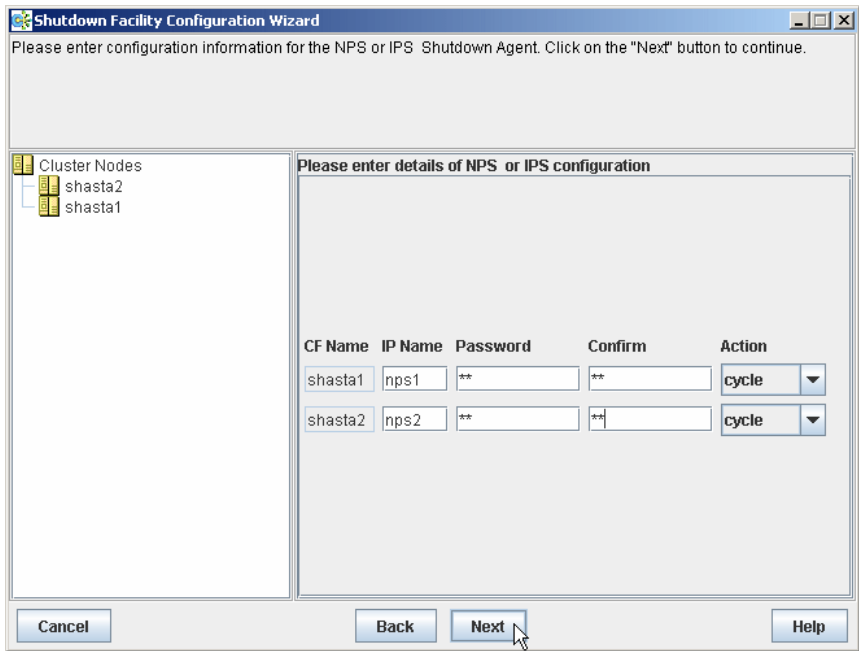 Shutdown Facility Configuration Wizard
Please enter configuration information for the NPS or IPS Shutdown Agent. Click on the "Next" button to continue.
Cluster Nodes
shasta2
shasta1
Please enter details of NPS or IPS configuration
CF Name IP Name Password Confirm Action
shasta1 nps1 ** ** cycle
shasta2 nps2 ** ** cycle
Cancel Back Next Help